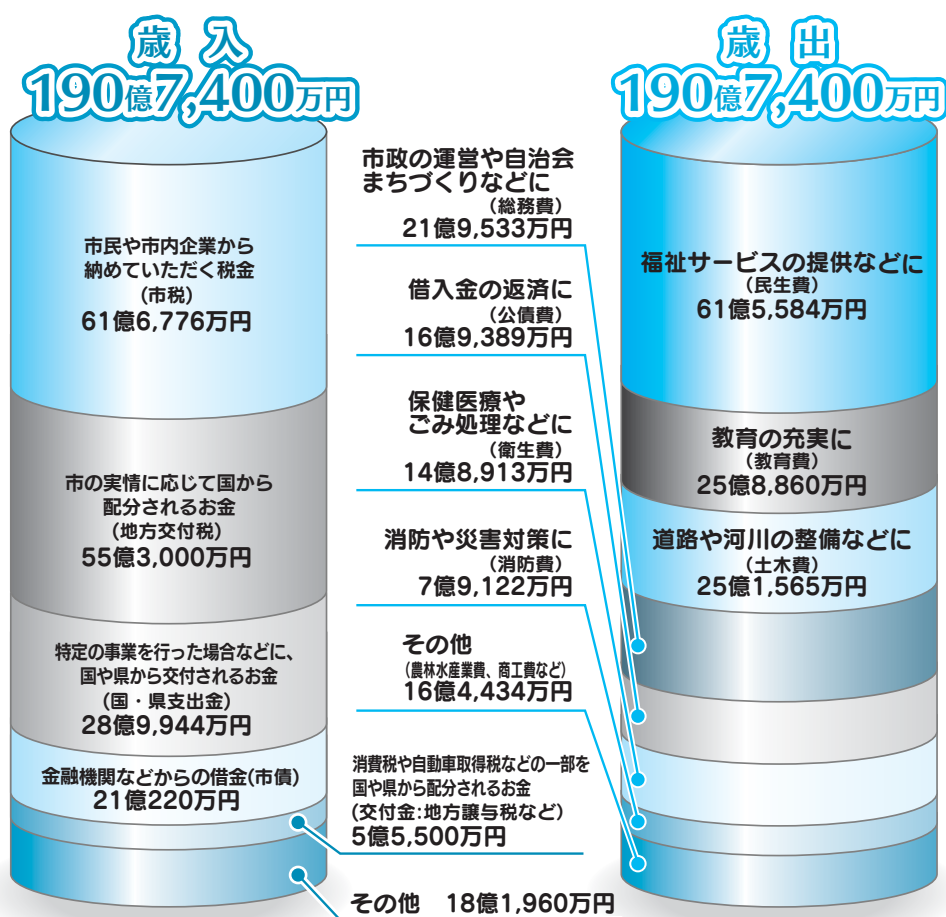 歳入
190億7,400万円
市民や市内企業から
納めていただく税金
(市税)
61億6,776万円
市の実情に応じて国から
配分されるお金
(地方交付税)
55億3,000万円
特定の事業を行った場合などに、
国や県から交付されるお金
(国・県支出金)
28億9,944万円
金融機関などからの借金(市債)
21億220万円
消費税や自動車取得税などの一部を
国や県から配分されるお金
(交付金:地方譲与税など)
5億5,500万円
その他 18億1,960万円
歳出
190億7,400万円
福祉サービスの提供などに
(民生費)
61億5,584万円
教育の充実に
(教育費)
25億8,860万円
道路や河川の整備などに
(土木費)
25億1,565万円
市政の運営や自治会
まちづくりなどに
(総務費)
21億9,533万円
借入金の返済に
(公債費)
16億9,389万円
保健医療や
ごみ処理などに
(衛生費)
14億8,913万円
消防や災害対策に
(消防費)
7億9,122万円
その他
(農林水産業費、商工費など)
16億4,434万円